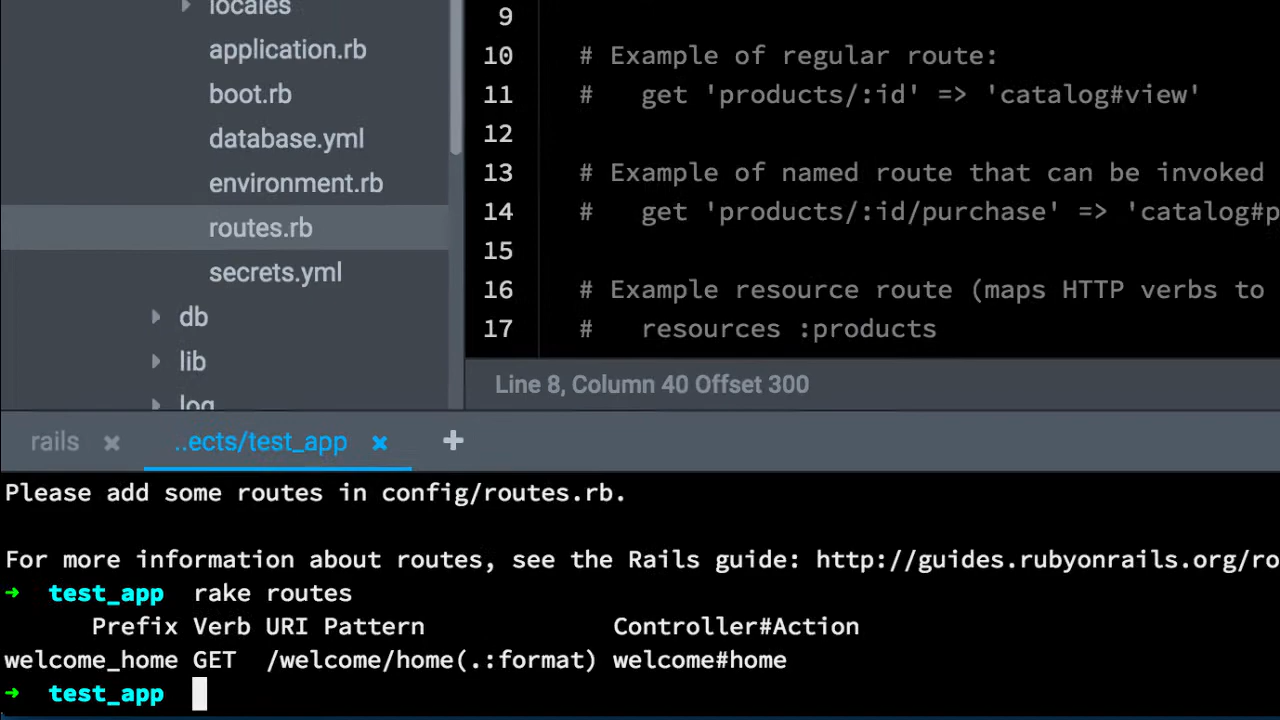 locales
application.rb
boot.rb
database.yml
environment.rb
routes.rb
secrets.yml
db
lib
log
9
10 # Example of regular route:
11 #   get 'products/:id' => 'catalog#view'
12
13 # Example of named route that can be invoked
14 #   get 'products/:id/purchase' => 'catalog#p
15
16 # Example resource route (maps HTTP verbs to
17 #   resources :products
Line 8, Column 40 Offset 300
rails × ..ects/test_app × +
Please add some routes in config/routes.rb.
For more information about routes, see the Rails guide: http://guides.rubyonrails.org/ro
→ test_app rake routes
Prefix Verb URI Pattern Controller#Action
welcome_home GET /welcome/home(.:format) welcome#home
→ test_app